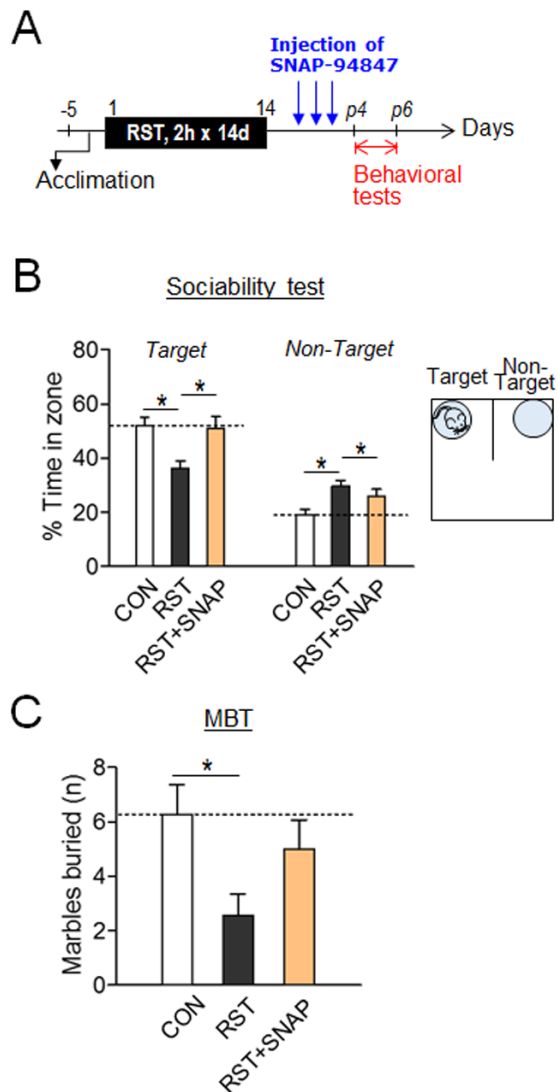 A
Injection of
SNAP-94847
-5
1
14
p4
p6
RST, 2h x 14d
Days
Acclimation
Behavioral
tests
B
Sociability test
80
60
40
20
0
% Time in zone
Target
Non-Target
*
*
*
*
CON
RST
RST+SNAP
CON
RST
RST+SNAP
Target
Non-
Target
C
MBT
8
6
4
2
0
Marbles buried (n)
*
CON
RST
RST+SNAP